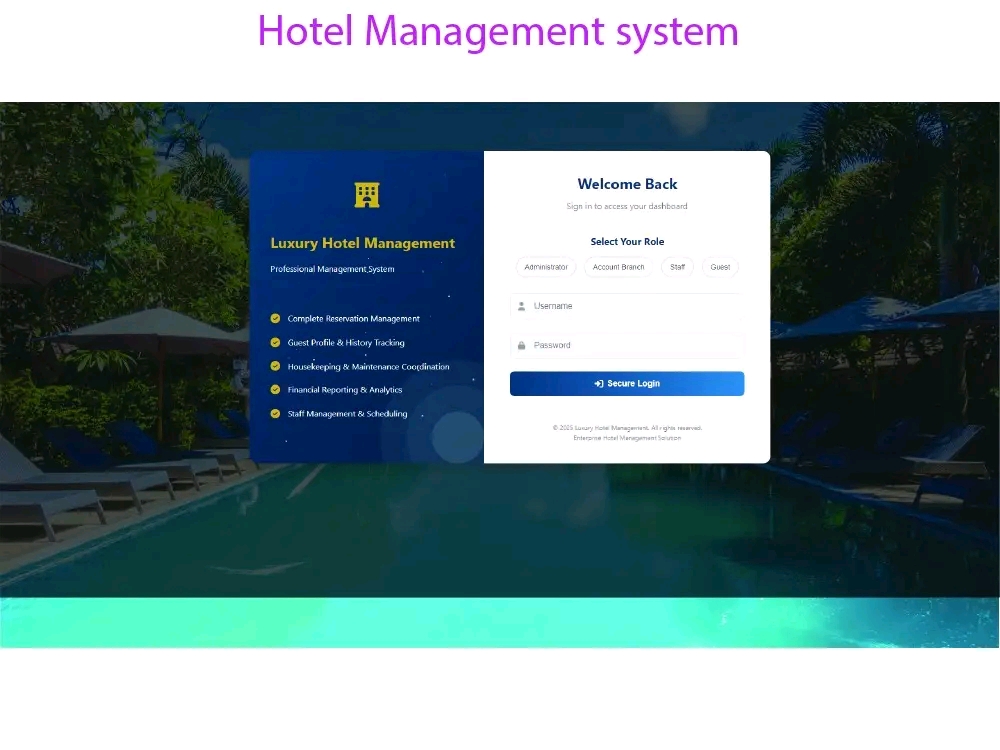 Hotel Management system
Luxury Hotel Management
Professional Management System
Complete Reservation Management
Guest Profile & History Tracking
Housekeeping & Maintenance Coordination
Financial Reporting & Analytics
Staff Management & Scheduling
Welcome Back
Sign in to access your dashboard
Select Your Role
Administrator Account Branch Staff Guest
Username
Password
Secure Login
© 2025 Luxury Hotel Management. All rights reserved.
Enterprise Hotel Management Solution